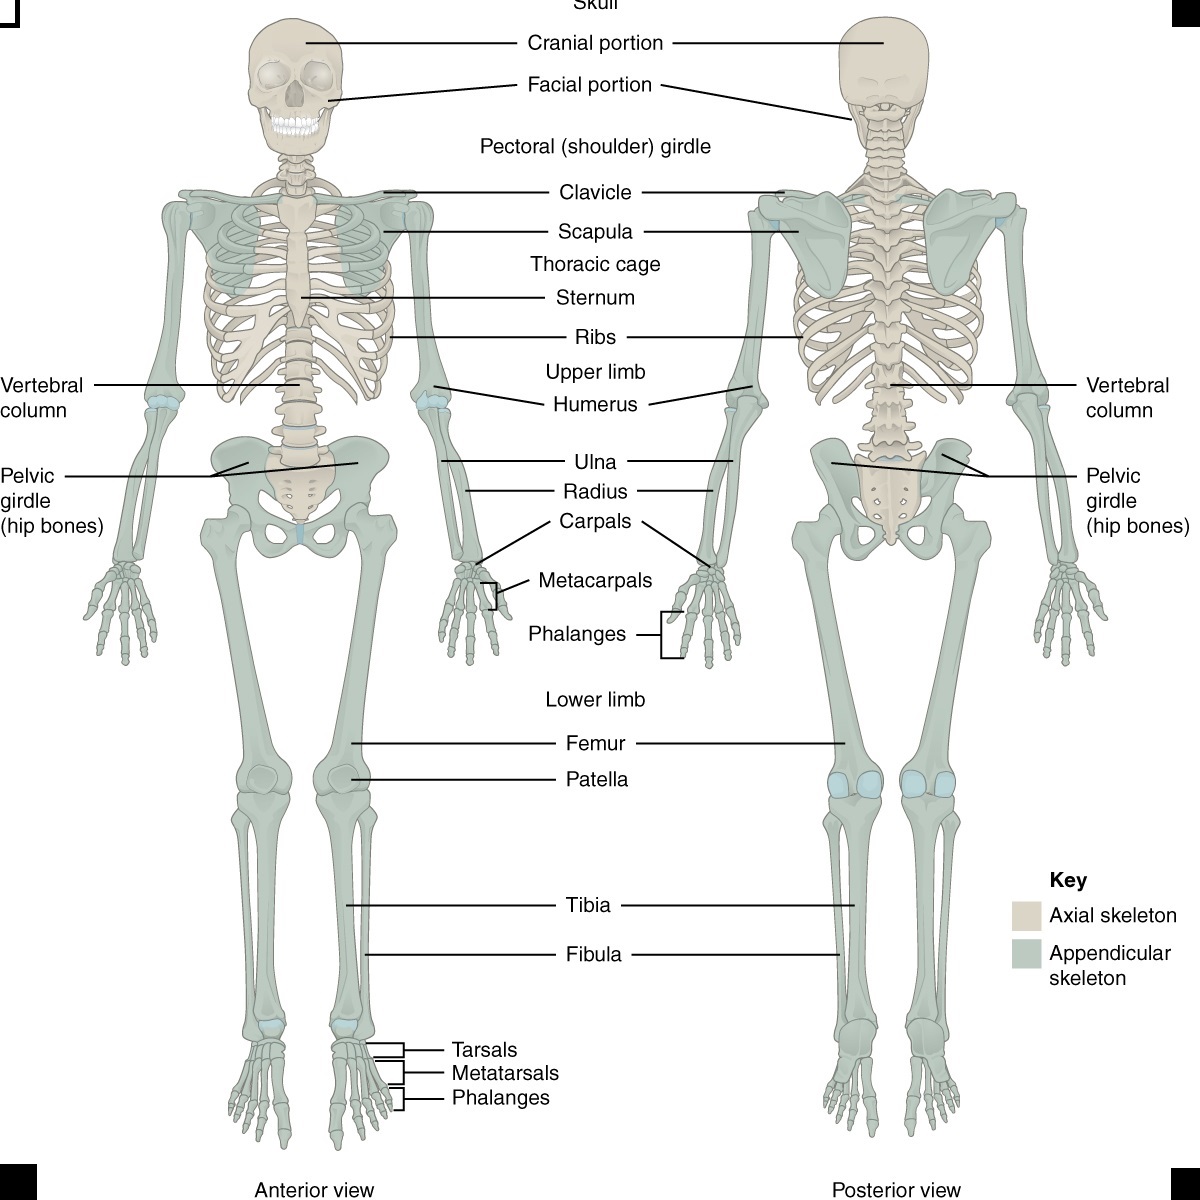 Skull
Cranial portion
Facial portion
Pectoral (shoulder) girdle
Clavicle
Scapula
Thoracic cage
Sternum
Ribs
Upper limb
Humerus
Vertebral
column
Vertebral
column
Ulna
Pelvic
girdle
(hip bones)
Pelvic
girdle
(hip bones)
Radius
Carpals
Metacarpals
Phalanges
Lower limb
Femur
Patella
Key
Axial skeleton
Appendicular
skeleton
Tibia
Fibula
Tarsals
Metatarsals
Phalanges
Anterior view
Posterior view